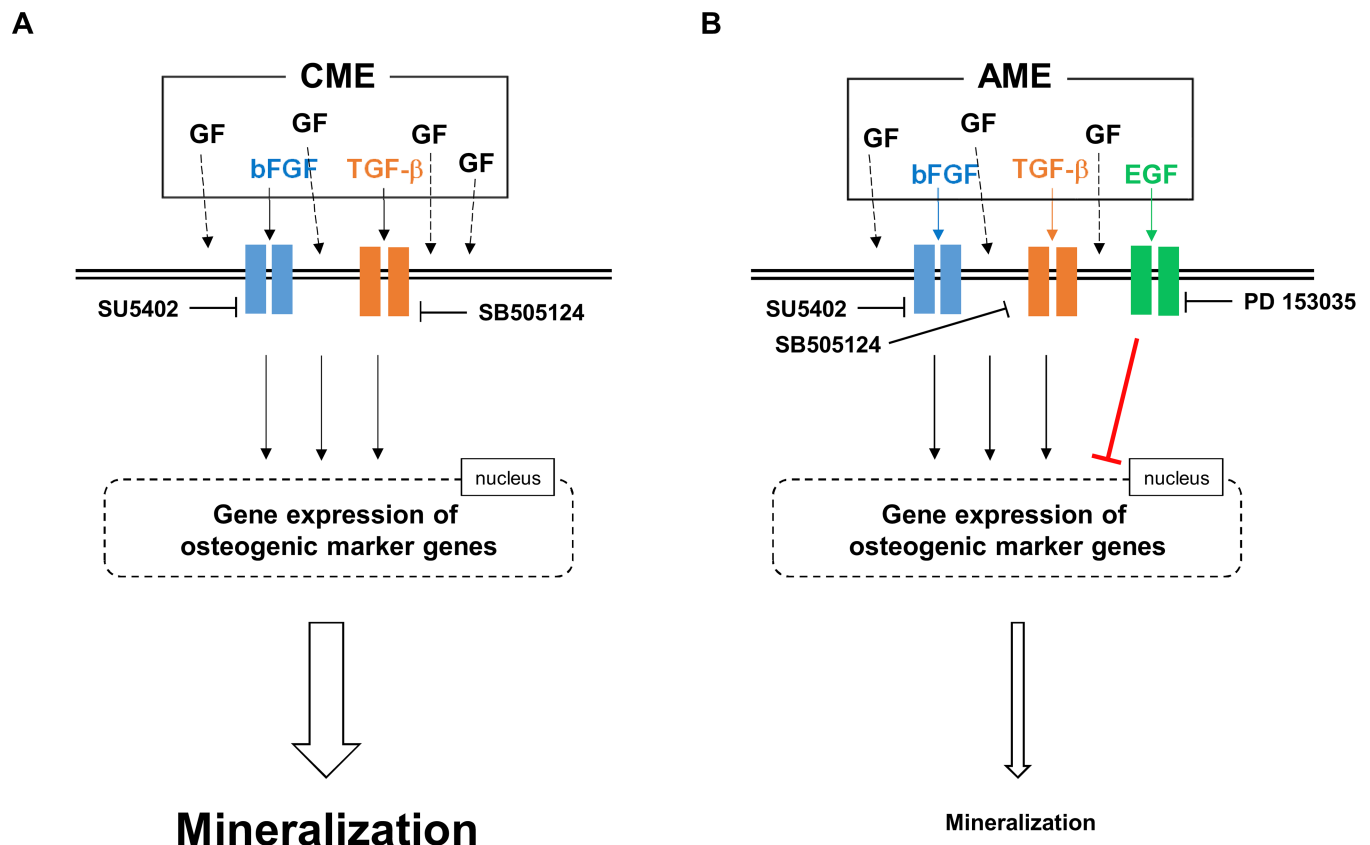 A
CME
GF
GF
GF
GF
bFGF
TGF-β
SU5402
SB505124
nucleus
Gene expression of
osteogenic marker genes
Mineralization
B
AME
GF
GF
GF
bFGF
TGF-β
EGF
SU5402
SB505124
PD 153035
nucleus
Gene expression of
osteogenic marker genes
Mineralization